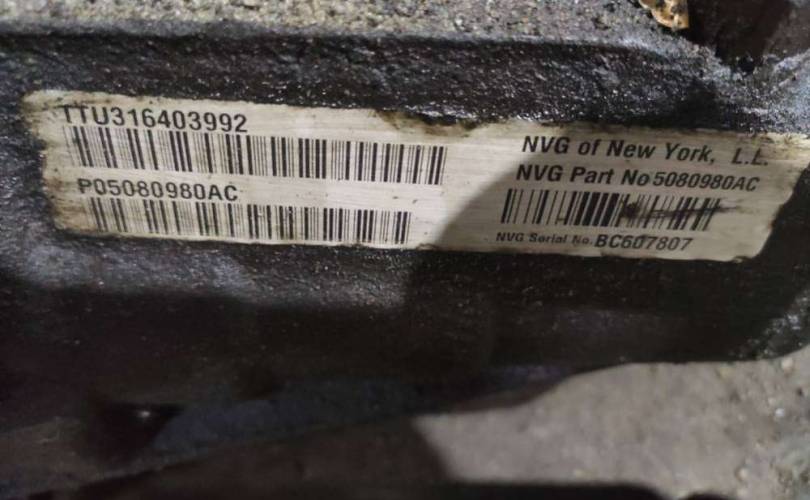 TTU316403992
P05080980AC
NVG of New York, L.L.
NVG Part No 5080980AC
NVG Serial No. BC607807